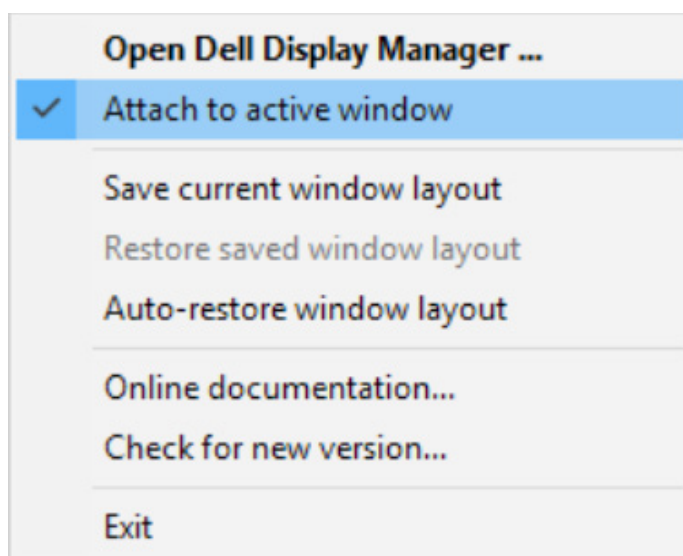 Open Dell Display Manager ...
Attach to active window
Save current window layout
Restore saved window layout
Auto-restore window layout
Online documentation...
Check for new version...
Exit